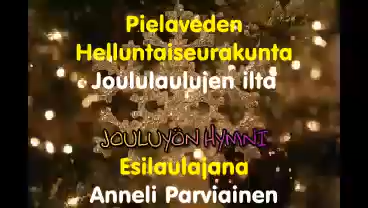 Pielaveden
Helluntaiseurakunta
Joululaulujen ilta
JOULUYÖN HYMNI
Esilaulajana
Anneli Parviainen